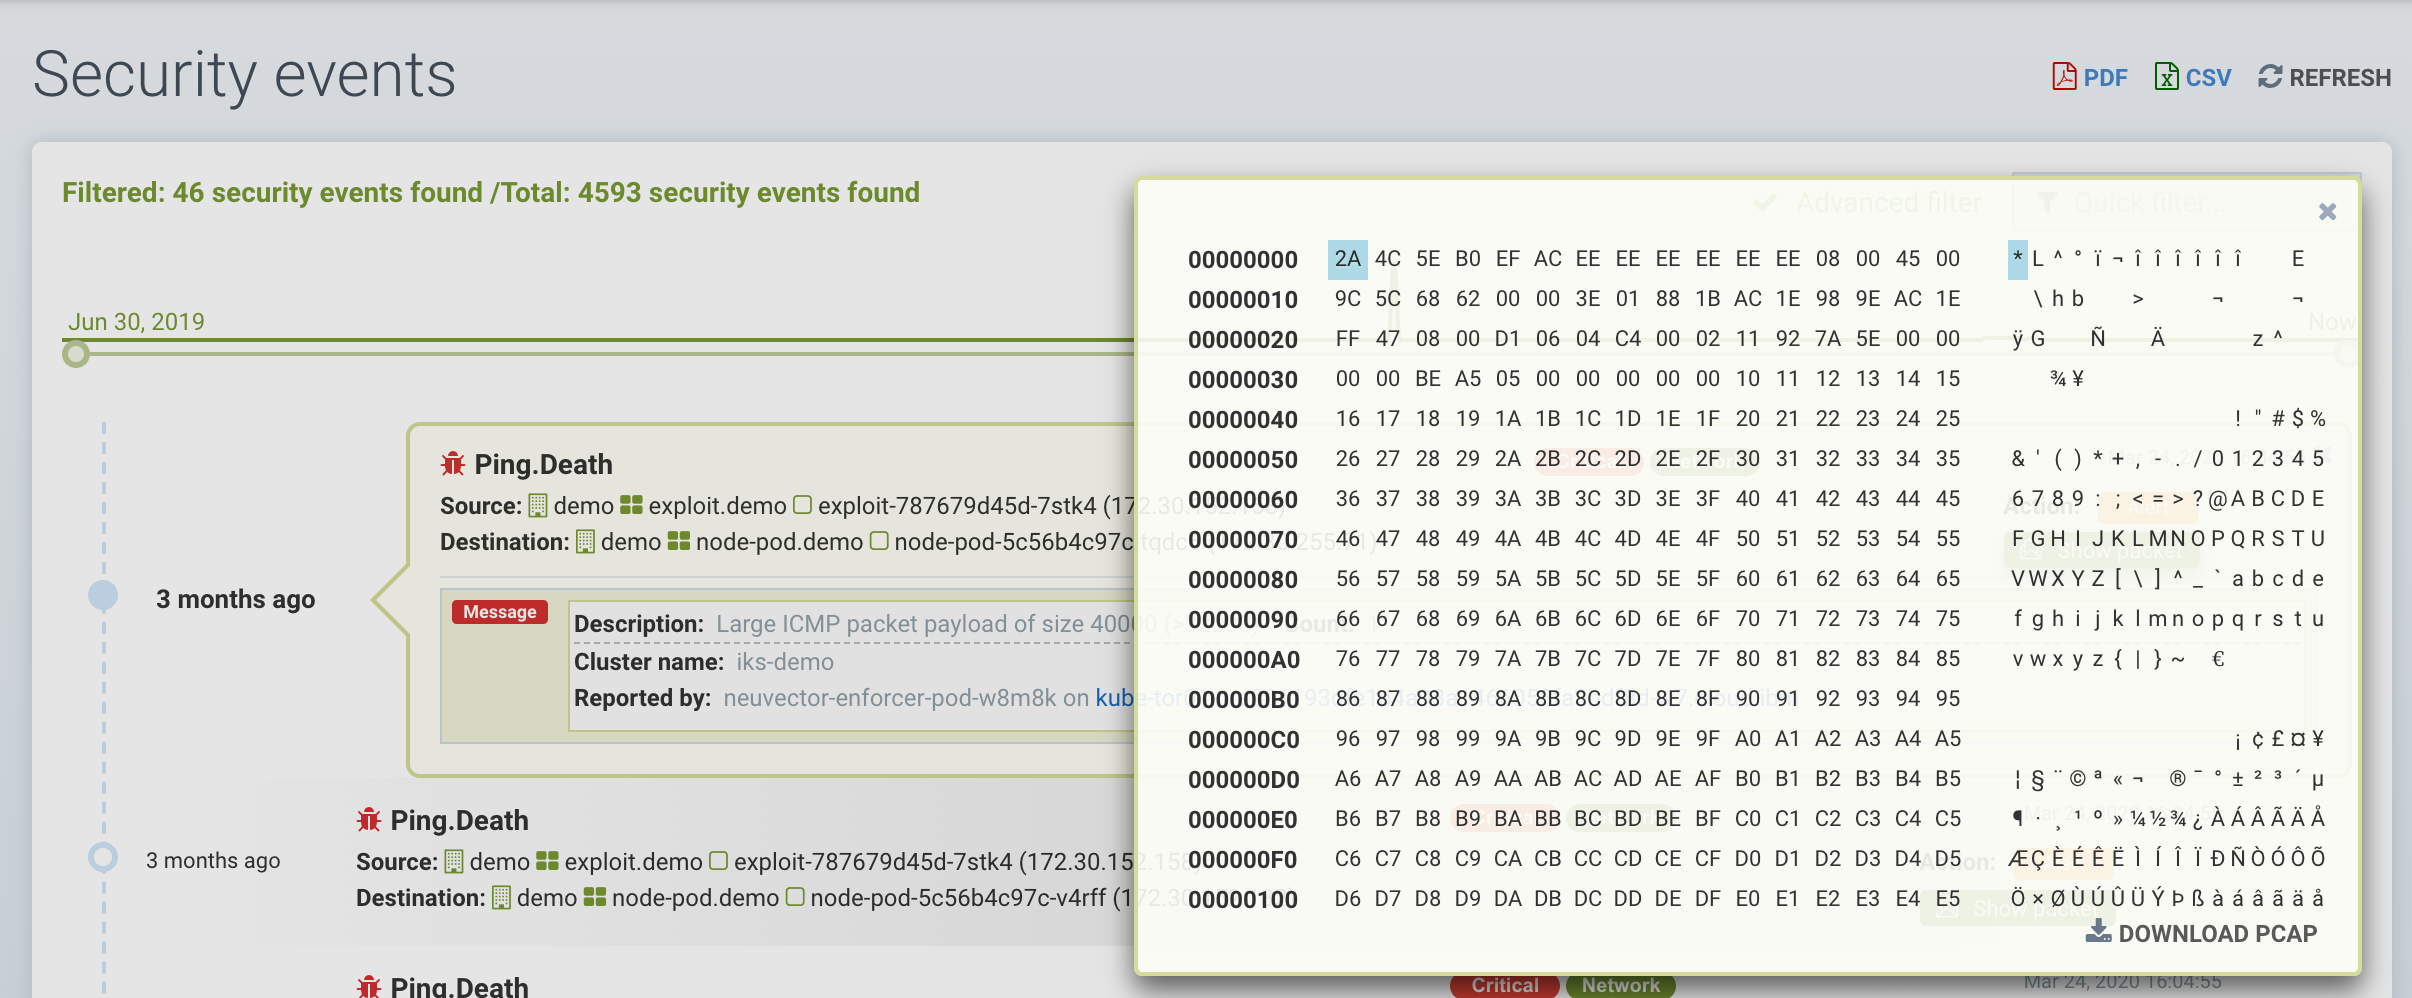 Security events
PDF CSV REFRESH
Filtered: 46 security events found /Total: 4593 security events found
Advanced filter Quick filter...
Jun 30, 2019
Now
3 months ago
Ping.Death
Source: demo exploit.demo exploit-787679d45d-7stk4 (172.30.152.158)
Destination: demo node-pod.demo node-pod-5c56b4c97c
Action:
Show packet
Message
Description: Large ICMP packet payload of size 40000
Count:
Cluster name: iks-demo
Reported by: neuvector-enforcer-pod-w8m8k on
3 months ago
Ping.Death
Source: demo exploit.demo exploit-787679d45d-7stk4 (172.30.152.158)
Destination: demo node-pod.demo node-pod-5c56b4c97c-v4rff
Action:
Show packet
Ping.Death
Critical Network
Mar 24, 2020 16:04:55
00000000 2A 4C 5E B0 EF AC EE EE EE EE EE EE 08 00 45 00 * L ^ ° ï ¬ î î î î î î E
00000010 9C 5C 68 62 00 00 3E 01 88 1B AC 1E 98 9E AC 1E \ h b > ¬ ¬
00000020 FF 47 08 00 D1 06 04 C4 00 02 11 92 7A 5E 00 00 ÿ G Ñ Ä z ^
00000030 00 00 BE A5 05 00 00 00 00 00 10 11 12 13 14 15 ¾ ¥
00000040 16 17 18 19 1A 1B 1C 1D 1E 1F 20 21 22 23 24 25 ! " # $ %
00000050 26 27 28 29 2A 2B 2C 2D 2E 2F 30 31 32 33 34 35 & ' ( ) * + , - . / 0 1 2 3 4 5
00000060 36 37 38 39 3A 3B 3C 3D 3E 3F 40 41 42 43 44 45 6 7 8 9 : ; < = > ? @ A B C D E
00000070 46 47 48 49 4A 4B 4C 4D 4E 4F 50 51 52 53 54 55 F G H I J K L M N O P Q R S T U
00000080 56 57 58 59 5A 5B 5C 5D 5E 5F 60 61 62 63 64 65 V W X Y Z [ \ ] ^ _ ` a b c d e
00000090 66 67 68 69 6A 6B 6C 6D 6E 6F 70 71 72 73 74 75 f g h i j k l m n o p q r s t u
000000A0 76 77 78 79 7A 7B 7C 7D 7E 7F 80 81 82 83 84 85 v w x y z { | } ~ €
000000B0 86 87 88 89 8A 8B 8C 8D 8E 8F 90 91 92 93 94 95
000000C0 96 97 98 99 9A 9B 9C 9D 9E 9F A0 A1 A2 A3 A4 A5 ¡ ¢ £ ¤ ¥
000000D0 A6 A7 A8 A9 AA AB AC AD AE AF B0 B1 B2 B3 B4 B5 ¦ § ¨ © ª « ¬ ® ¯ ° ± ² ³ ´ µ
000000E0 B6 B7 B8 B9 BA BB BC BD BE BF C0 C1 C2 C3 C4 C5 ¶ · ¸ ¹ º » ¼ ½ ¾ ¿ À Á Â Ã Ä Å
000000F0 C6 C7 C8 C9 CA CB CC CD CE CF D0 D1 D2 D3 D4 D5 Æ Ç È É Ê Ë Ì Í Î Ï Ð Ñ Ò Ó Ô Õ
00000100 D6 D7 D8 D9 DA DB DC DD DE DF E0 E1 E2 E3 E4 E5 Ö × Ø Ù Ú Û Ü Ý Þ ß à á â ã ä å
DOWNLOAD PCAP